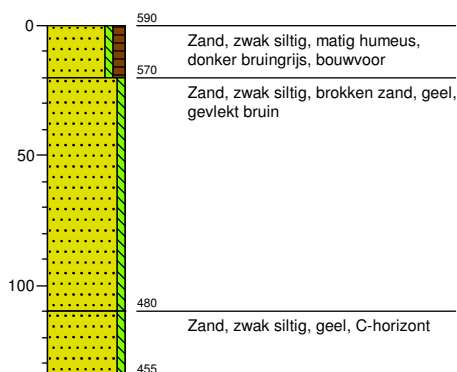 0
590
Zand, zwak siltig, matig humeus,
donker bruingrijs, bouwvoor
570
Zand, zwak siltig, brokken zand, geel,
gevlekt bruin
50
100
480
Zand, zwak siltig, geel, C-horizont
455